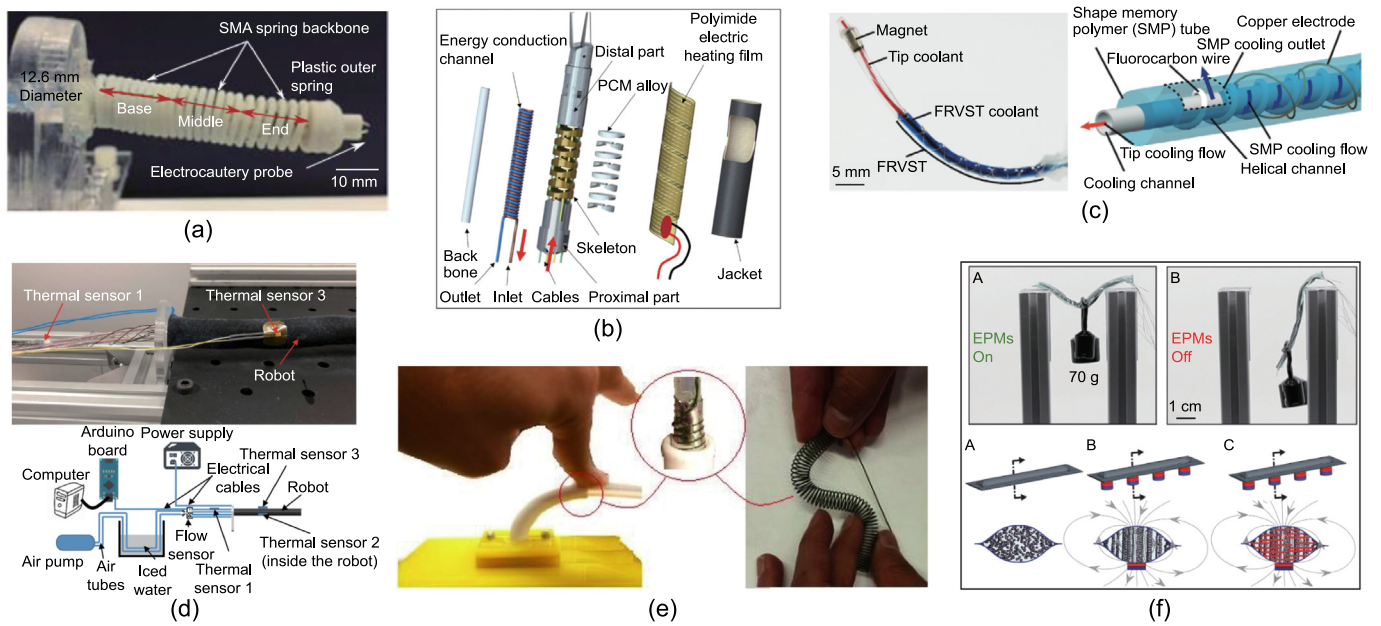 SMA spring backbone
12.6 mm
Diameter
Plastic outer
spring
Base
Middle
End
Electrocautery probe
10 mm
(a)
Energy conduction
channel
Distal part
PCM alloy
Polyimide
electric
heating film
Back
bone
Outlet
Inlet
Cables
Skeleton
Proximal part
Jacket
(b)
Magnet
Tip coolant
FRVST coolant
FRVST
5 mm
Shape memory
polymer (SMP) tube
Fluorocarbon
wire
Copper electrode
SMP cooling outlet
Tip cooling flow
Cooling channel
SMP cooling flow
Helical channel
(c)
Thermal sensor 1
Thermal sensor 3
Robot
Arduino
board
Power supply
Computer
Electrical
cables
Thermal sensor 3
Robot
Air pump
Air
tubes
Iced
water
Flow
sensor
Thermal
sensor 1
Thermal sensor 2
(inside the robot)
(d)
(e)
A
EPMs
On
70 g
B
EPMs
Off
1 cm
A
B
C
(f)